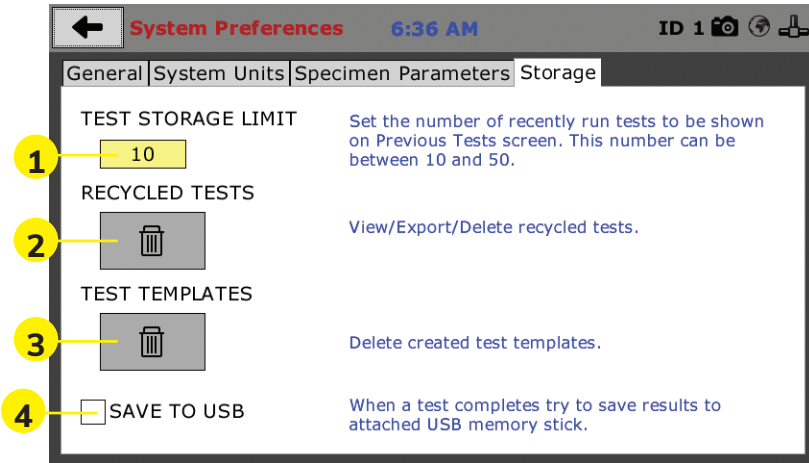 System Preferences 6:36 AM ID 1
General System Units Specimen Parameters Storage
TEST STORAGE LIMIT
1 10
Set the number of recently run tests to be shown
on Previous Tests screen. This number can be
between 10 and 50.
RECYCLED TESTS
2
View/Export/Delete recycled tests.
TEST TEMPLATES
3
Delete created test templates.
4 SAVE TO USB
When a test completes try to save results to
attached USB memory stick.